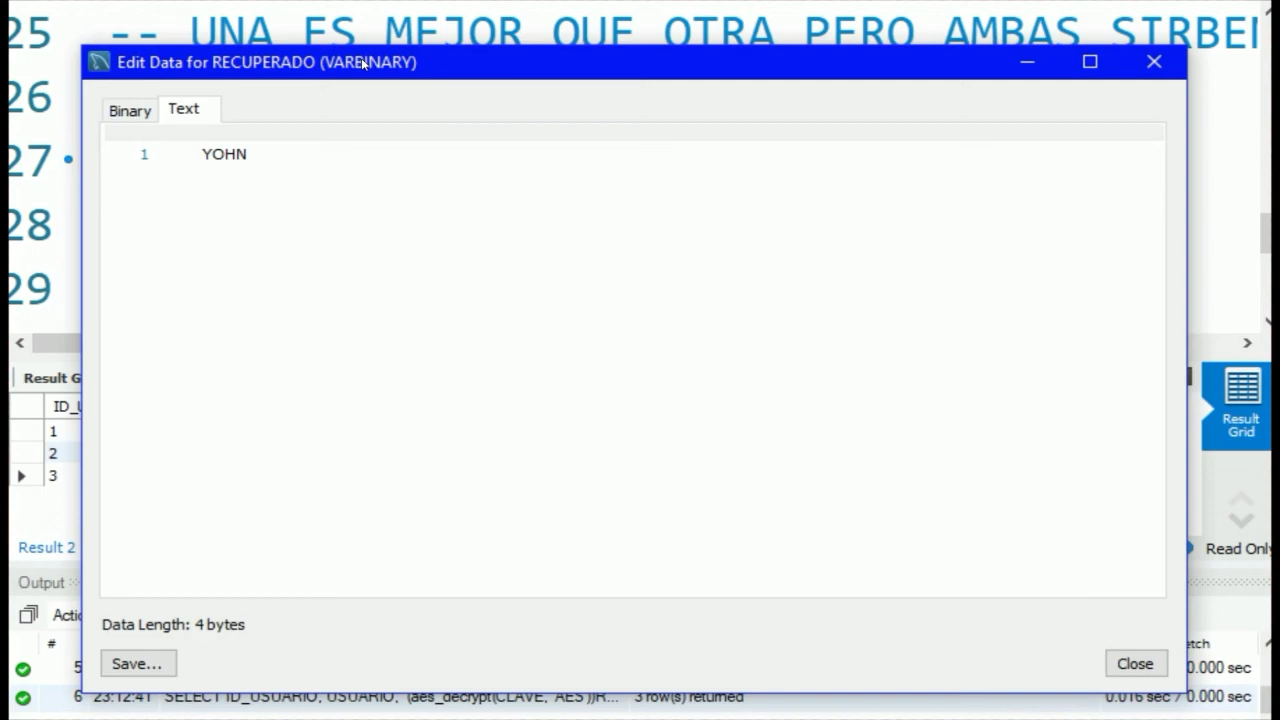 25 -- UNA ES MEJOR QUE OTRA PERO AMBAS SIRBEN
Edit Data for RECUPERADO (VARBINARY)
26
Binary Text
1 YOHN
27
28
29
Result G
ID_U
1
2
3
Result Grid
Result 2
Read Only
Output
Actio
Data Length: 4 bytes
# etch
Save... Close
5 0.000 sec
6 23:12:41 SELECT ID_USUARIO, USUARIO, (aes_decrypt(CLAVE, 'AES'))R... 3 row(s) returned 0.016 sec / 0.000 sec